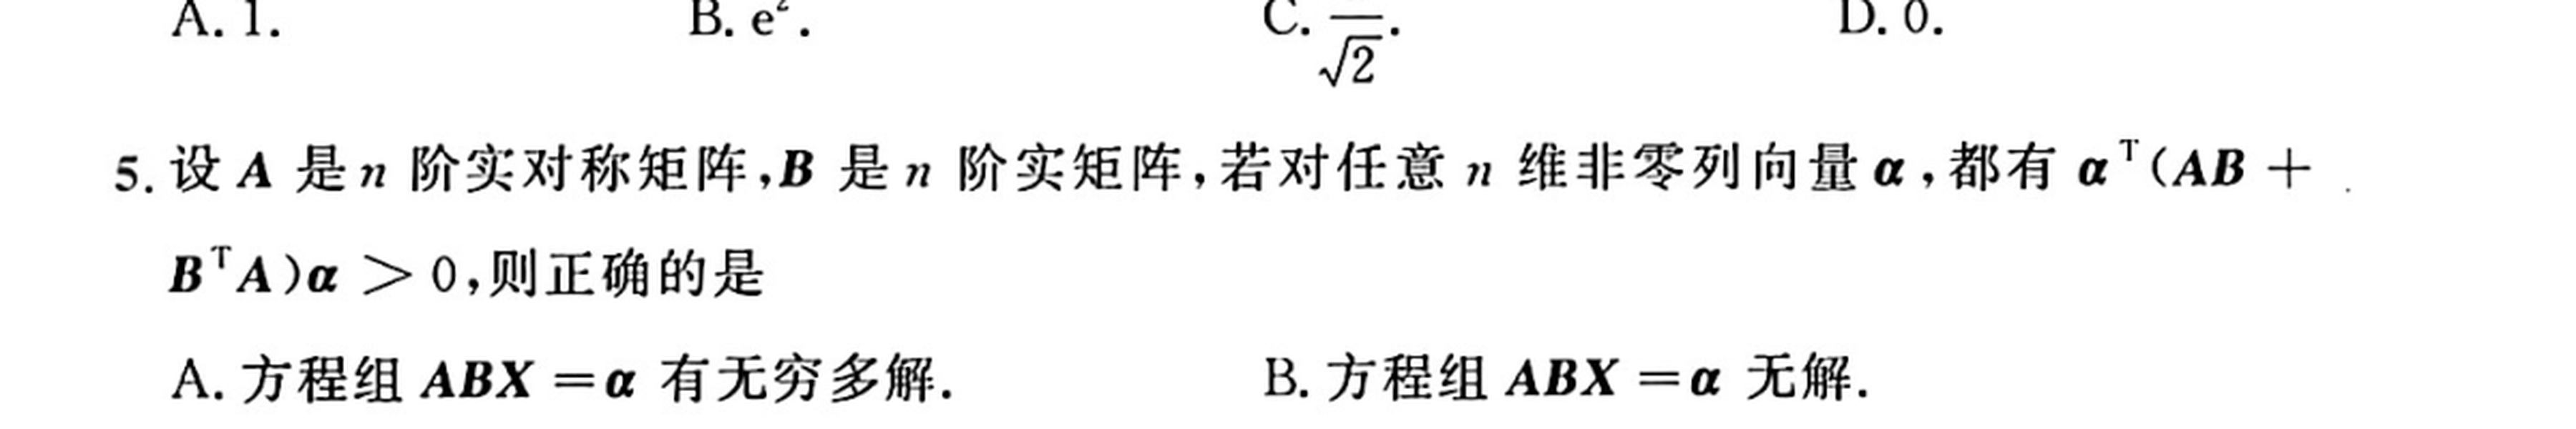 A. 1.	B. e².	C. —/√2.	D. 0.
5. 设 A 是 n 阶实对称矩阵,B 是 n 阶实矩阵,若对任意 n 维非零列向量 α,都有 αᵀ(AB +
BᵀA)α > 0,则正确的是
A. 方程组 ABX = α 有无穷多解.	B. 方程组 ABX = α 无解.